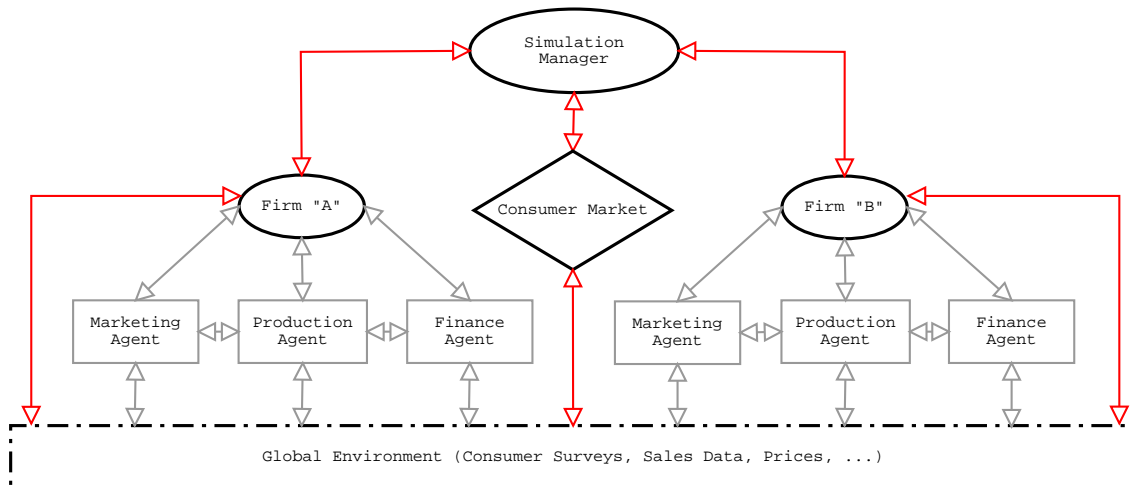 Simulation
Manager
Firm "A"
Consumer Market
Firm "B"
Marketing
Agent
Production
Agent
Finance
Agent
Marketing
Agent
Production
Agent
Finance
Agent
Global Environment (Consumer Surveys, Sales Data, Prices, ...)